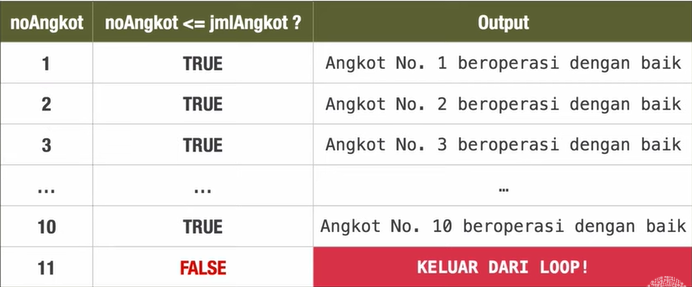 noAngkot noAngkot <= jmlAngkot ? Output
1 TRUE Angkot No. 1 beroperasi dengan baik
2 TRUE Angkot No. 2 beroperasi dengan baik
3 TRUE Angkot No. 3 beroperasi dengan baik
... ... …
10 TRUE Angkot No. 10 beroperasi dengan baik
11 FALSE KELUAR DARI LOOP!